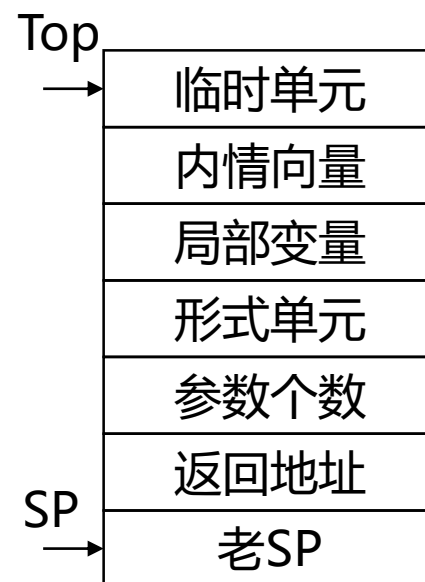 Top
临时单元
内情向量
局部变量
形式单元
参数个数
返回地址
SP
老SP